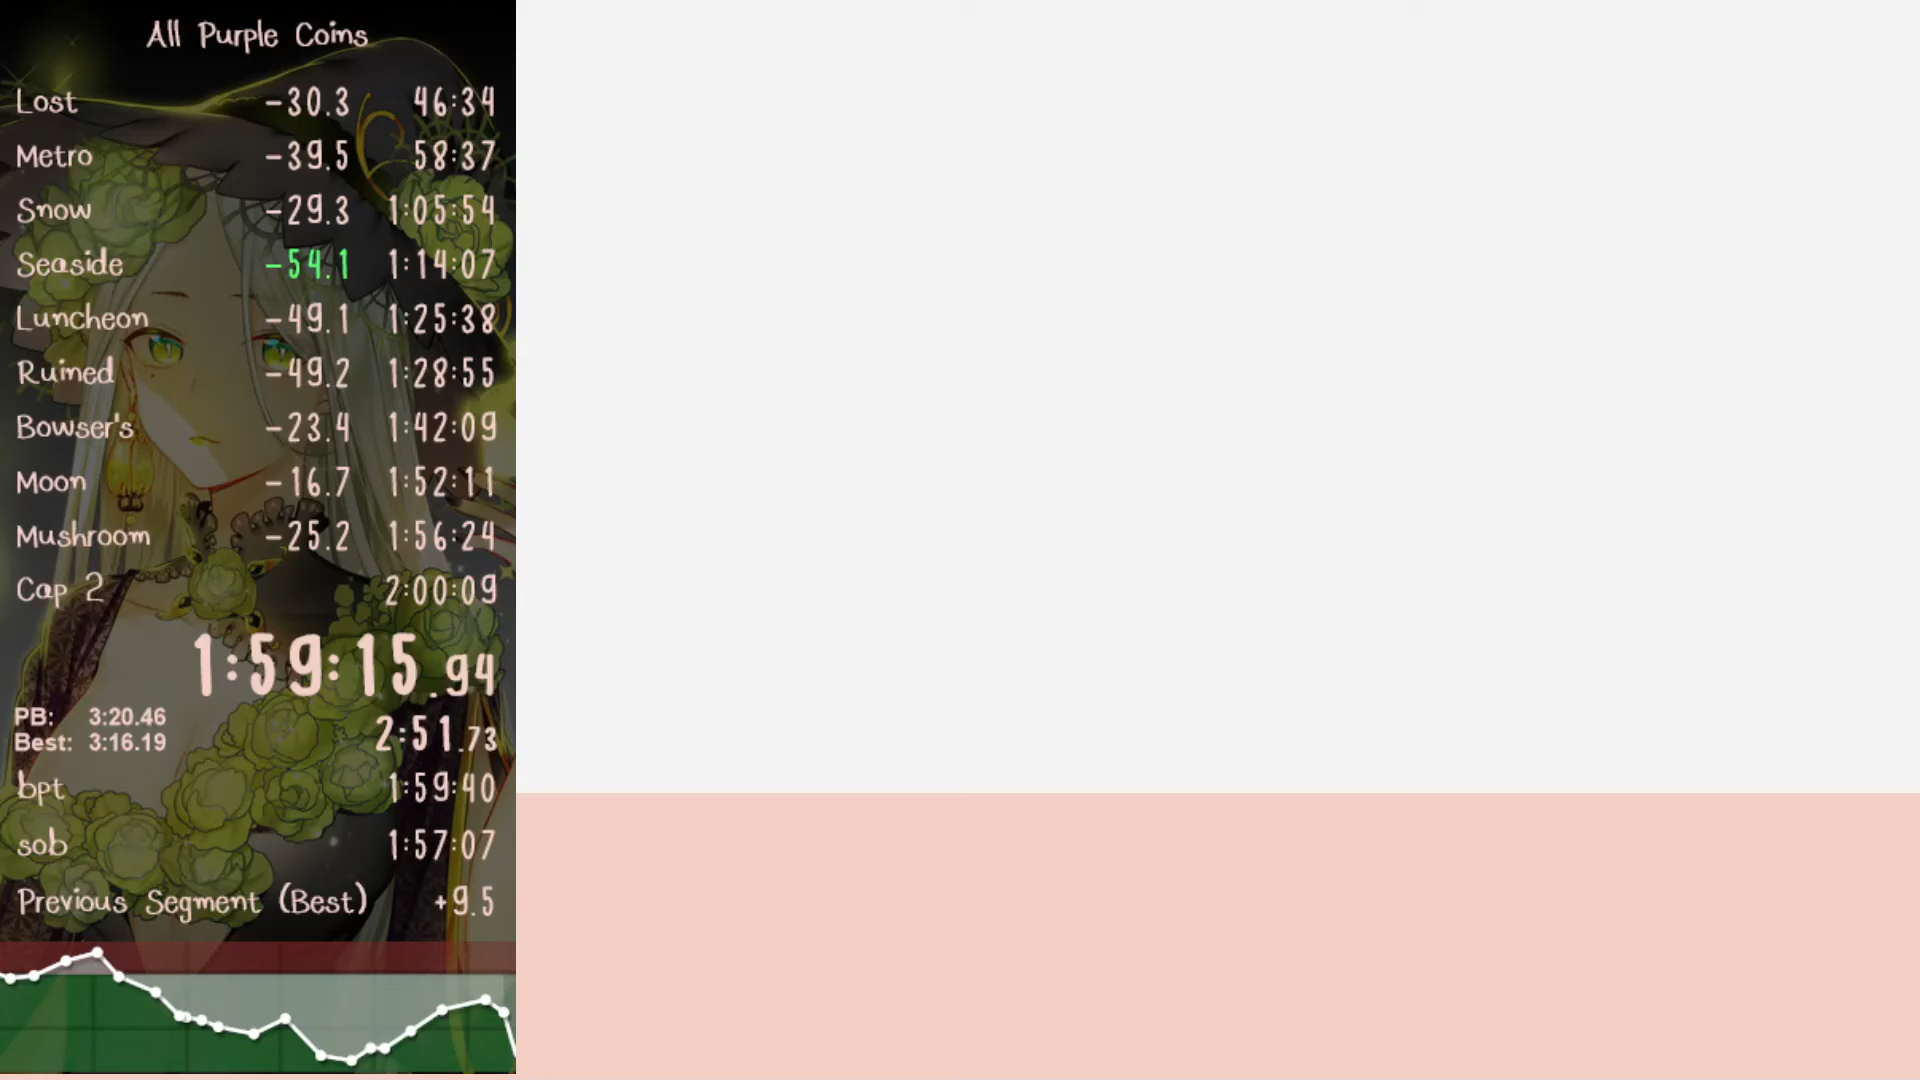 All Purple Coins
Lost -30.3 46:34
Metro -39.5 58:37
Snow -29.3 1:05:54
Seaside -54.1 1:14:07
Luncheon -49.1 1:25:38
Ruined -49.2 1:28:55
Bowser's -23.4 1:42:09
Moon -16.7 1:52:11
Mushroom -25.2 1:56:24
Cap 2 2:00:09
1:59:15.94
PB: 3:20.46
Best: 3:16.19
2:51.73
bpt 1:59:40
sob 1:57:07
Previous Segment (Best) +9.5